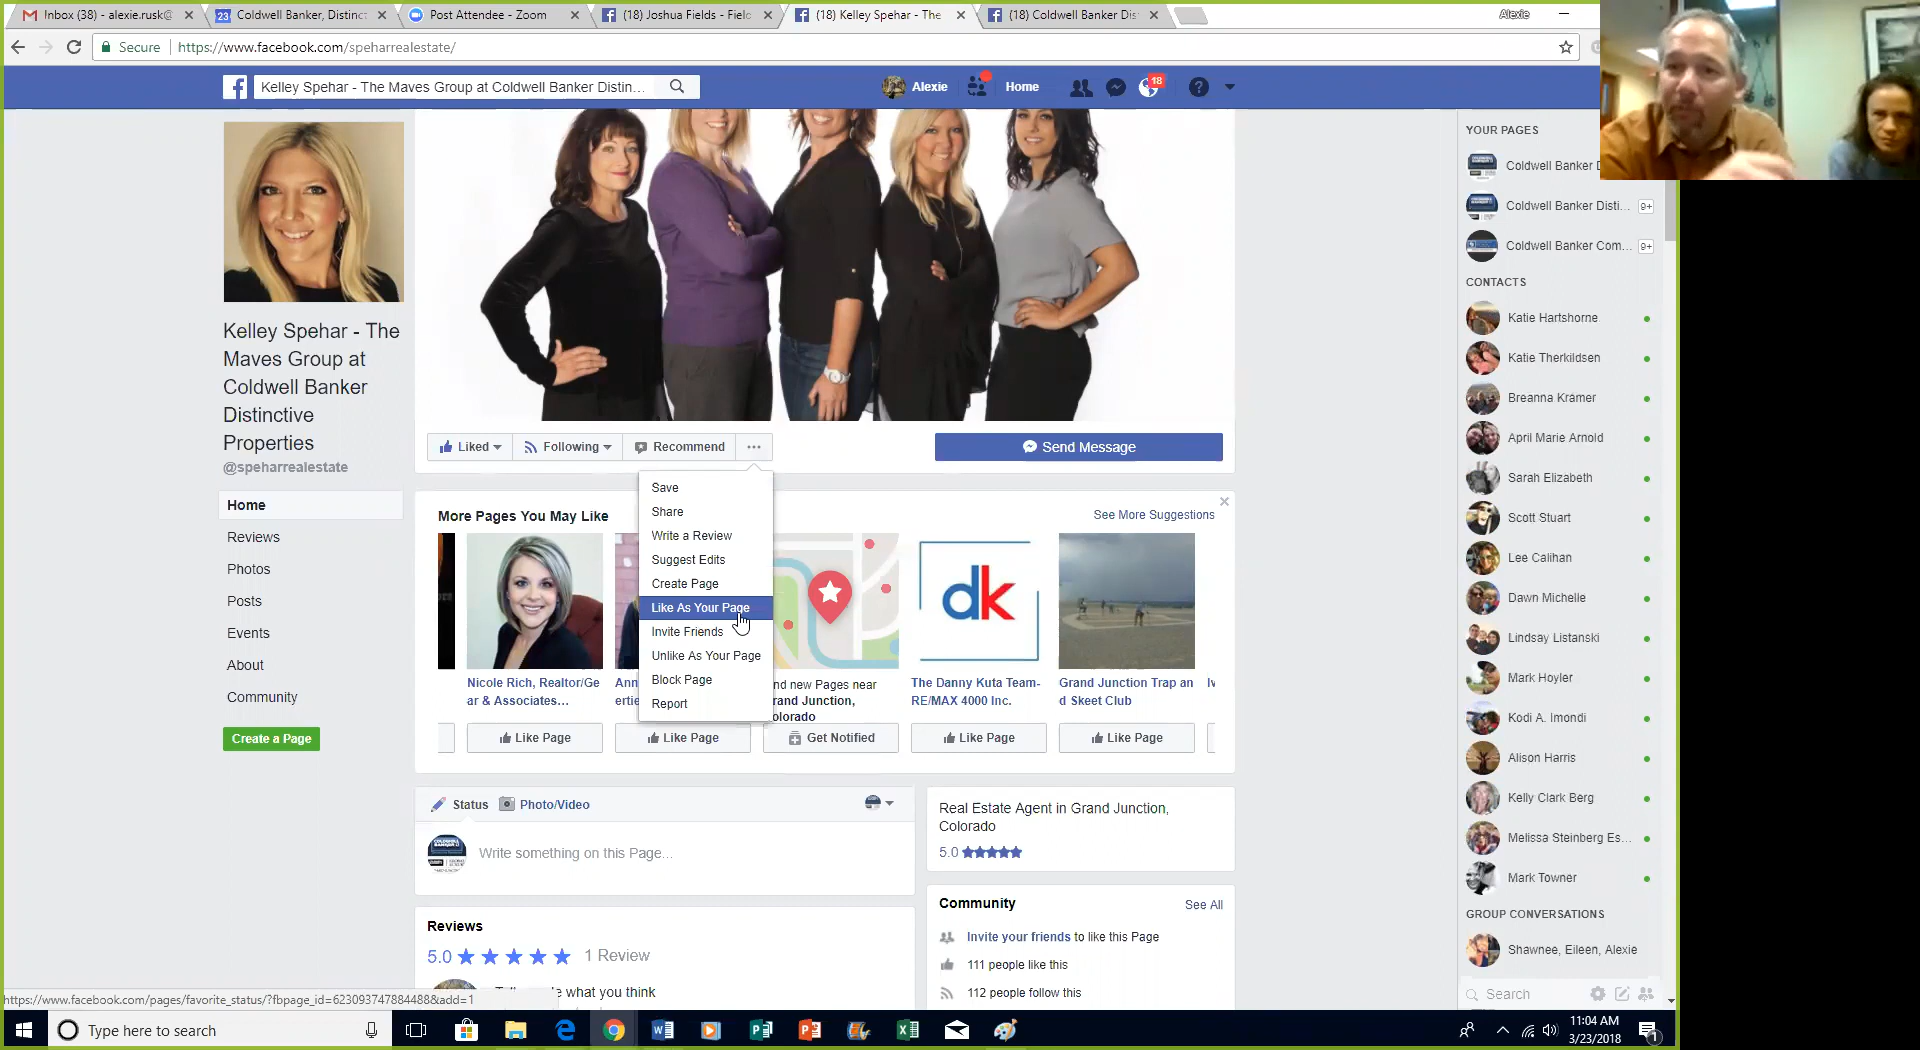 Inbox (38) - alexie.rusk@
Coldwell Banker, Distinct
Post Attendee - Zoom
(18) Joshua Fields - Field
(18) Kelley Spehar - The
(18) Coldwell Banker Dis
Alexie
Secure
https://www.facebook.com/speharrealestate/
Kelley Spehar - The Maves Group at Coldwell Banker Distin...
Alexie
Home
18
Kelley Spehar - The
Maves Group at
Coldwell Banker
Distinctive
Properties
@speharrealestate
Home
Reviews
Photos
Posts
Events
About
Community
Create a Page
Liked
Following
Recommend
Send Message
Save
Share
Write a Review
Suggest Edits
Create Page
Like As Your Page
Invite Friends
Unlike As Your Page
Block Page
Report
More Pages You May Like
See More Suggestions
Nicole Rich, Realtor/Ge
ar & Associates...
Like Page
Ann
ertie
Like Page
nd new Pages near
rand Junction,
olorado
Get Notified
dk
The Danny Kuta Team-
RE/MAX 4000 Inc.
Like Page
Grand Junction Trap an
d Skeet Club
Like Page
Status
Photo/Video
Write something on this Page...
Reviews
5.0
1 Review
what you think
Real Estate Agent in Grand Junction,
Colorado
5.0
Community
See All
Invite your friends to like this Page
111 people like this
112 people follow this
YOUR PAGES
Coldwell Banker D
Coldwell Banker Disti...
9+
Coldwell Banker Com...
9+
CONTACTS
Katie Hartshorne
Katie Therkildsen
Breanna Kramer
April Marie Arnold
Sarah Elizabeth
Scott Stuart
Lee Calihan
Dawn Michelle
Lindsay Listanski
Mark Hoyler
Kodi A. Imondi
Alison Harris
Kelly Clark Berg
Melissa Steinberg Es...
Mark Towner
GROUP CONVERSATIONS
Shawnee, Eileen, Alexie
Search
https://www.facebook.com/pages/favorite_status/?fbpage_id=623093747884488&add=1
Type here to search
11:04 AM
3/23/2018
1